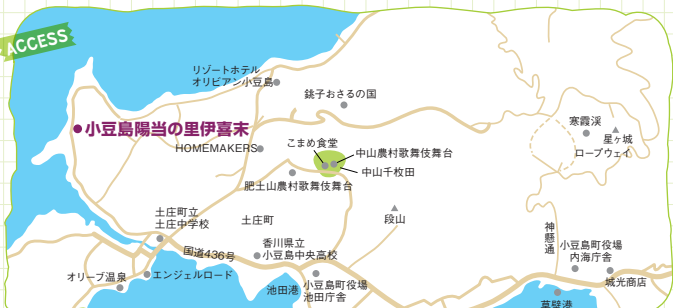 ACCESS
リゾートホテル
オリビアン小豆島
銚子おさるの国
小豆島陽当の里伊喜末
HOMEMAKERS
こまめ食堂
中山農村歌舞伎舞台
中山千枚田
肥土山農村歌舞伎舞台
寒霞渓
星ヶ城
ロープウェイ
土庄町立
土庄中学校
土庄町
段山
国道436号
香川県立
小豆島中央高校
神懸通
小豆島町役場
内海庁舎
オリーブ温泉
エンジェルロード
池田港
小豆島町役場
池田庁舎
城光商店
草壁港